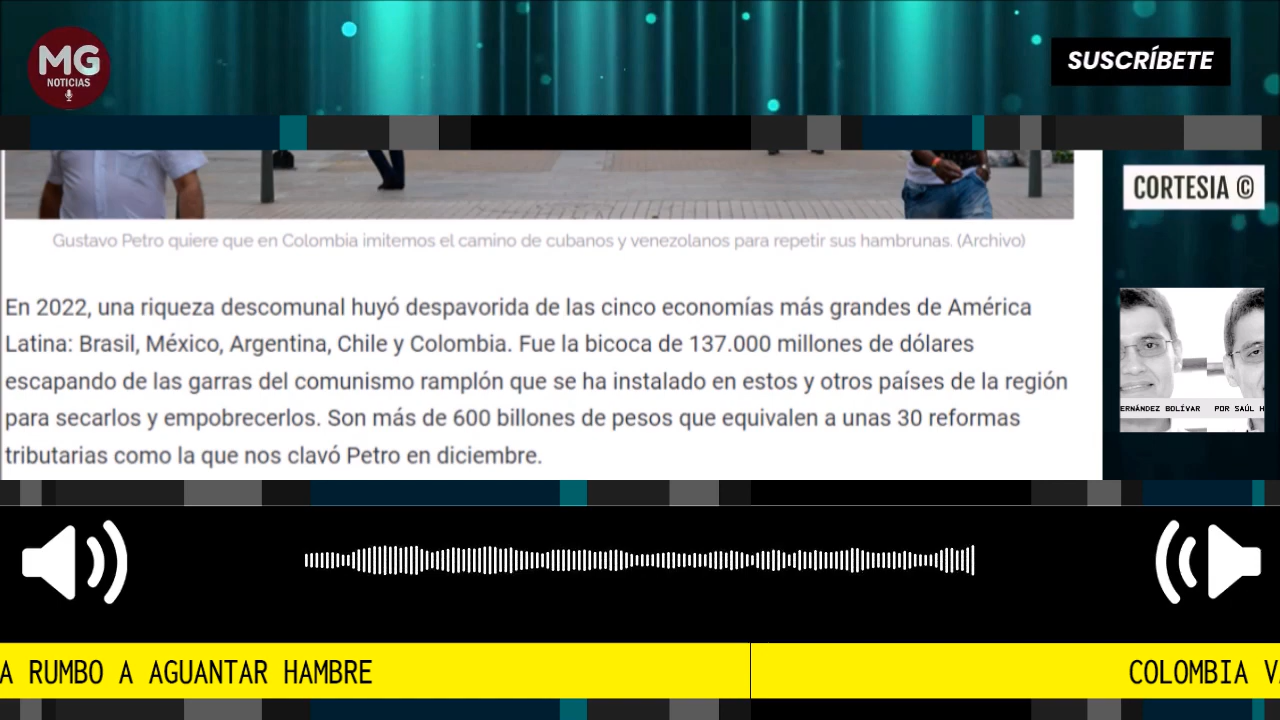 MG
NOTICIAS
SUSCRÍBETE
CORTESIA ©
Gustavo Petro quiere que en Colombia imitemos el camino de cubanos y venezolanos para repetir sus hambrunas. (Archivo)
En 2022, una riqueza descomunal huyó despavorida de las cinco economías más grandes de América
Latina: Brasil, México, Argentina, Chile y Colombia. Fue la bicoca de 137.000 millones de dólares
escapando de las garras del comunismo ramplón que se ha instalado en estos y otros países de la región
para secarlos y empobrecerlos. Son más de 600 billones de pesos que equivalen a unas 30 reformas
tributarias como la que nos clavó Petro en diciembre.
ERNÁNDEZ BOLÍVAR POR SAÚL H
A RUMBO A AGUANTAR HAMBRE
COLOMBIA V